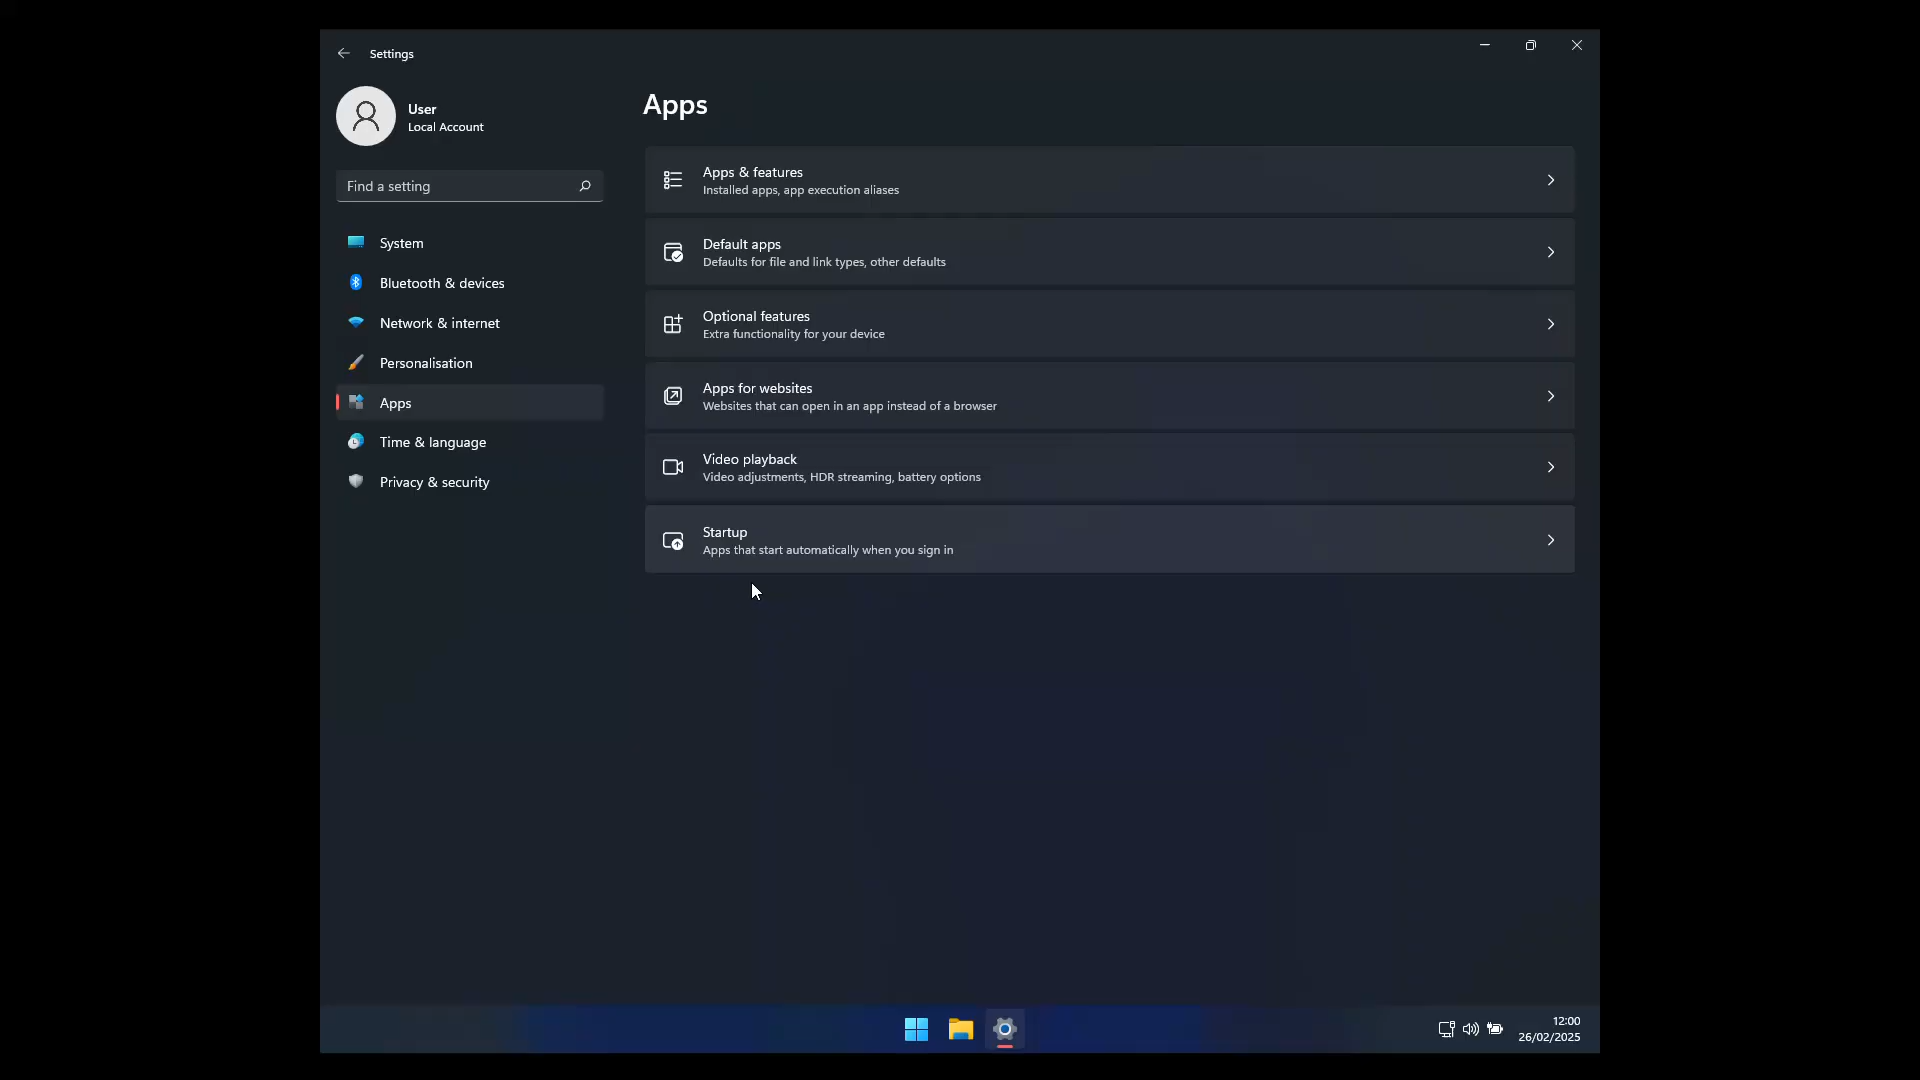 Settings
User
Local Account
Find a setting
System
Bluetooth & devices
Network & internet
Personalisation
Apps
Time & language
Privacy & security
Apps
Apps & features
Installed apps, app execution aliases
Default apps
Defaults for file and link types, other defaults
Optional features
Extra functionality for your device
Apps for websites
Websites that can open in an app instead of a browser
Video playback
Video adjustments, HDR streaming, battery options
Startup
Apps that start automatically when you sign in
12:00
26/02/2025